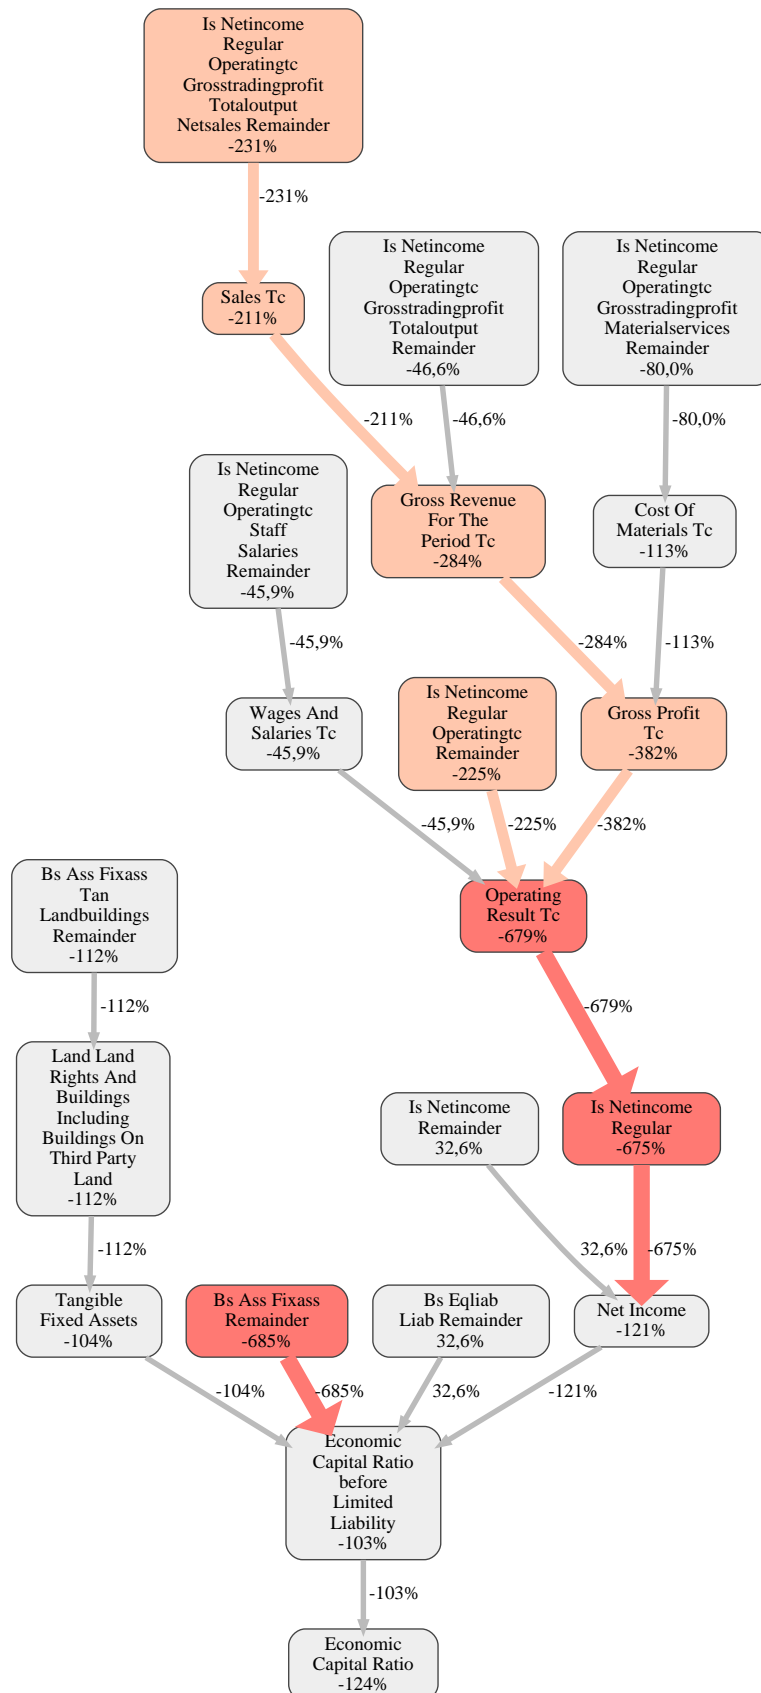 Is Netincome
Regular
Operatingtc
Grosstradingprofit
Totaloutput
Netsales Remainder
-231%
-231%
Sales Tc
-211%
Is Netincome
Regular
Operatingtc
Grosstradingprofit
Totaloutput
Remainder
-46,6%
Is Netincome
Regular
Operatingtc
Grosstradingprofit
Materialservices
Remainder
-80,0%
-211%
-46,6%
-80,0%
Is Netincome
Regular
Operatingtc
Staff
Salaries
Remainder
-45,9%
Gross Revenue
For The
Period Tc
-284%
Cost Of
Materials Tc
-113%
-45,9%
-284%
-113%
Wages And
Salaries Tc
-45,9%
Is Netincome
Regular
Operatingtc
Remainder
-225%
Gross Profit
Tc
-382%
-45,9%
-225%
-382%
Bs Ass Fixass
Tan
Landbuildings
Remainder
-112%
Operating
Result Tc
-679%
-112%
-679%
Land Land
Rights And
Buildings
Including
Buildings On
Third Party
Land
-112%
Is Netincome
Remainder
32,6%
Is Netincome
Regular
-675%
-112%
32,6%
-675%
Tangible
Fixed Assets
-104%
Bs Ass Fixass
Remainder
-685%
Bs Eqliab
Liab Remainder
32,6%
Net Income
-121%
-104%
-685%
32,6%
-121%
Economic
Capital Ratio
before
Limited
Liability
-103%
-103%
Economic
Capital Ratio
-124%